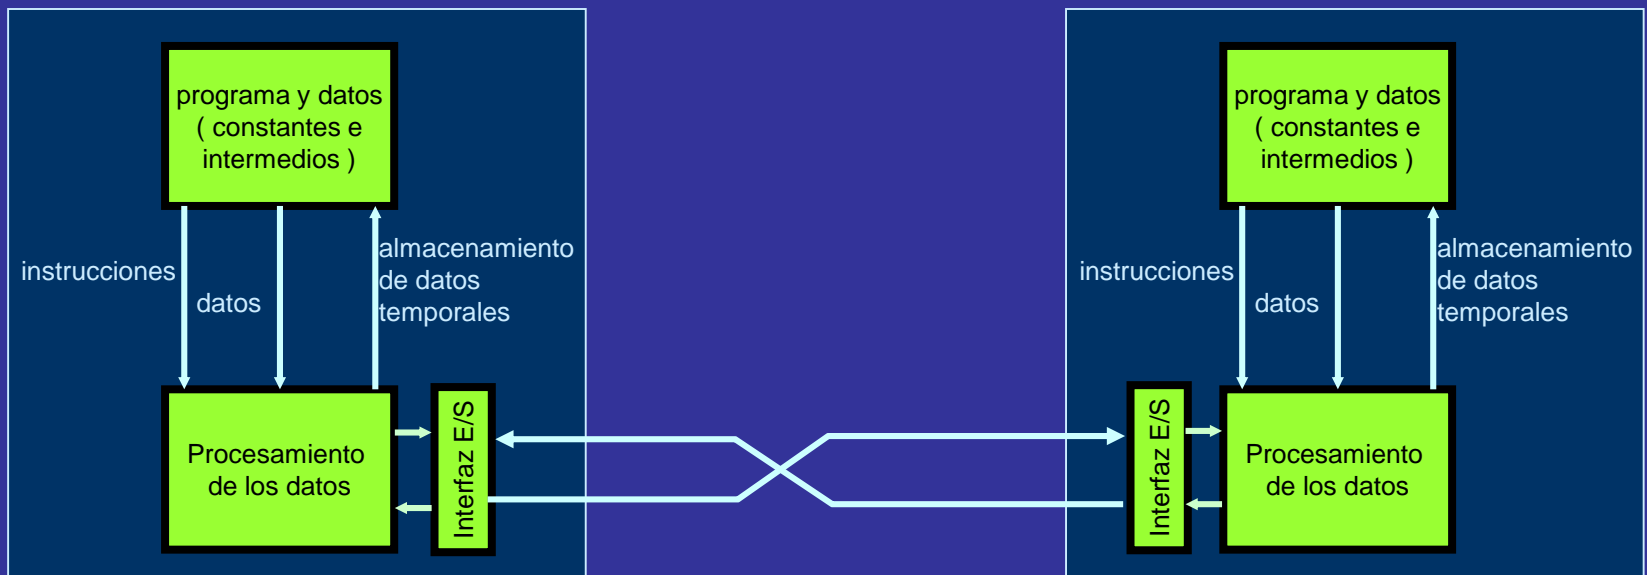 programa y datos
( constantes e
intermedios )
instrucciones
datos
almacenamiento
de datos
temporales
Procesamiento
de los datos
Interfaz E/S
programa y datos
( constantes e
intermedios )
instrucciones
datos
almacenamiento
de datos
temporales
Interfaz E/S
Procesamiento
de los datos